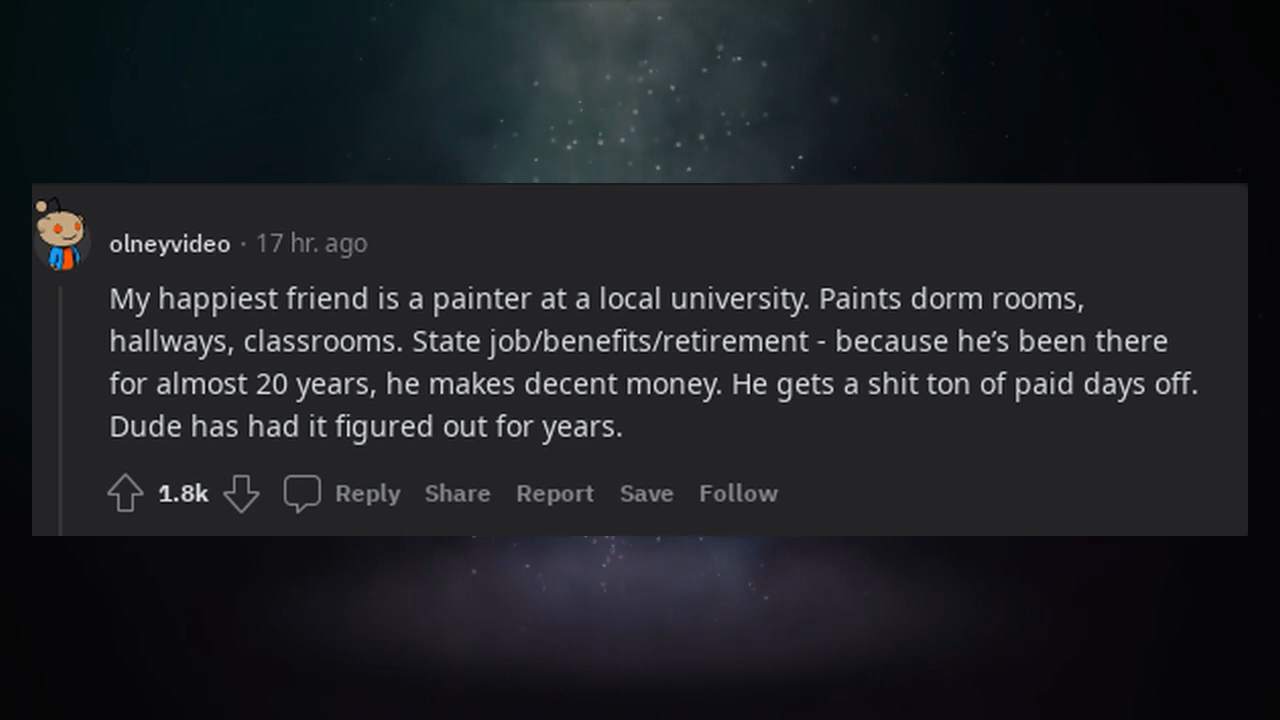 olneyvideo · 17 hr. ago
My happiest friend is a painter at a local university. Paints dorm rooms,
hallways, classrooms. State job/benefits/retirement - because he’s been there
for almost 20 years, he makes decent money. He gets a shit ton of paid days off.
Dude has had it figured out for years.
1.8k Reply Share Report Save Follow